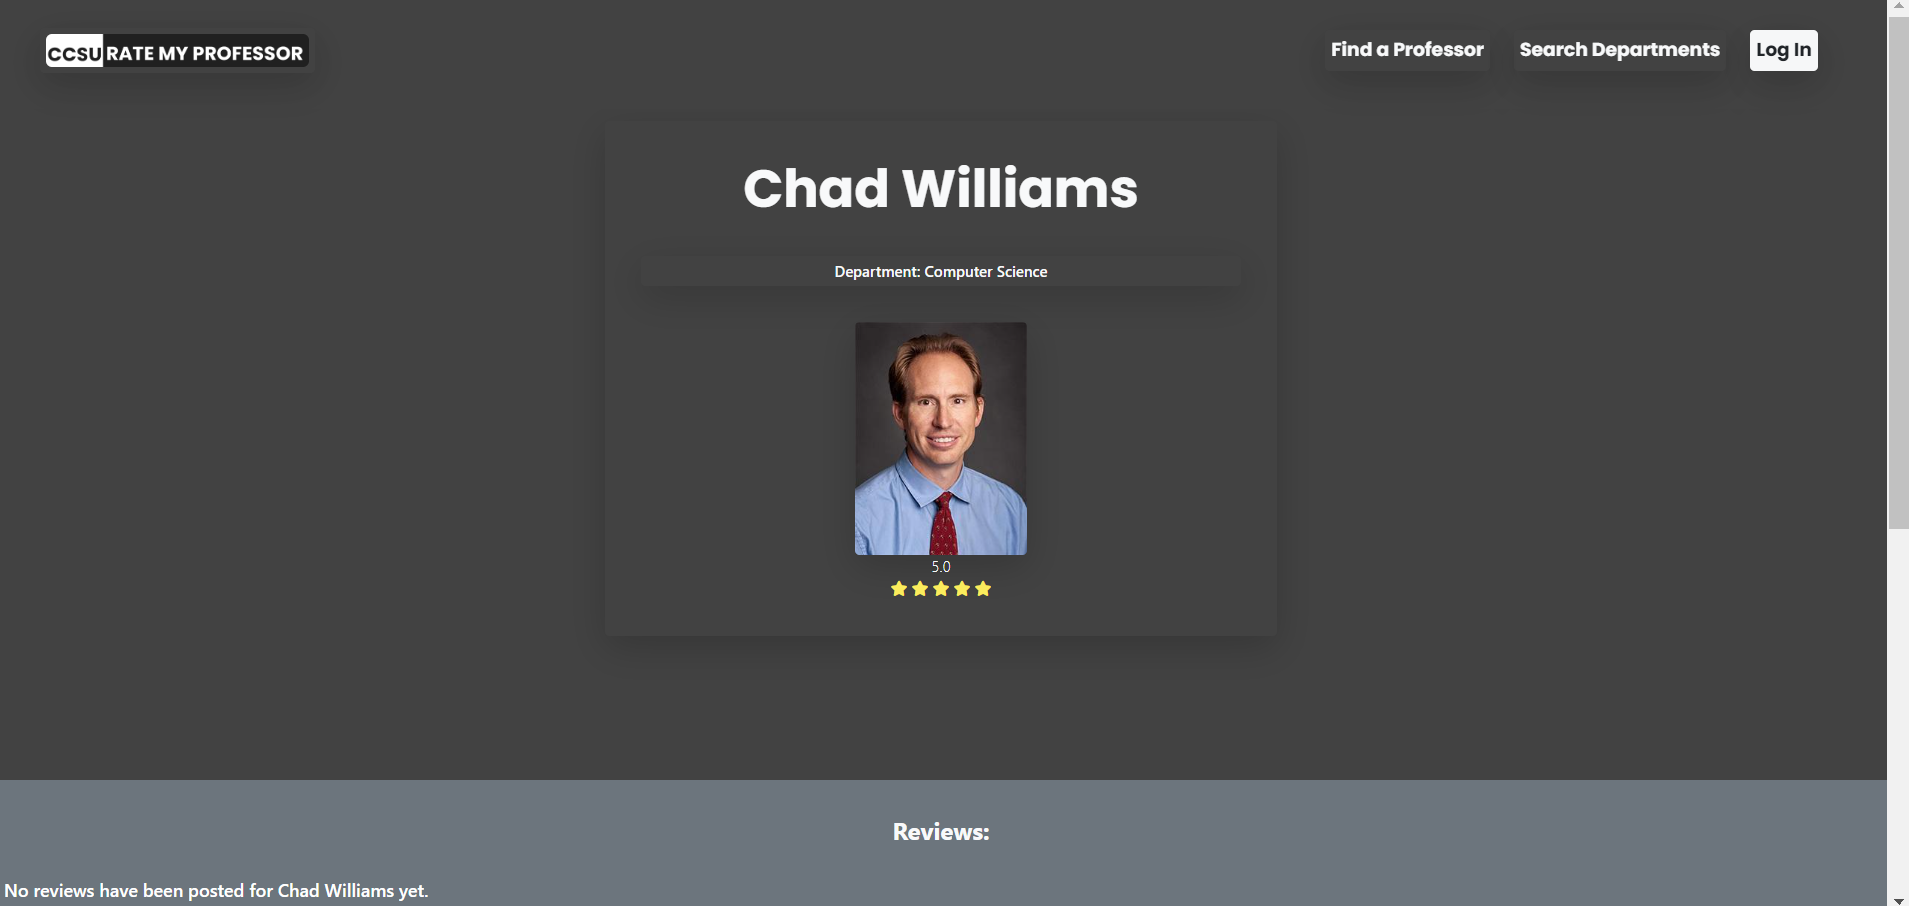 CCSU RATE MY PROFESSOR
Find a Professor
Search Departments
Log In
Chad Williams
Department: Computer Science
5.0
Reviews:
No reviews have been posted for Chad Williams yet.